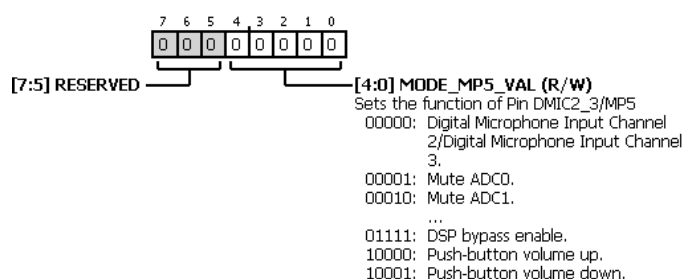 7 6 5 4 3 2 1 0
0 0 0 0 0 0 0 0
[7:5] RESERVED
[4:0] MODE_MP5_VAL (R/W)
Sets the function of Pin DMIC2_3/MP5
00000: Digital Microphone Input Channel
2/Digital Microphone Input Channel
3.
00001: Mute ADC0.
00010: Mute ADC1.
...
01111: DSP bypass enable.
10000: Push-button volume up.
10001: Push-button volume down.